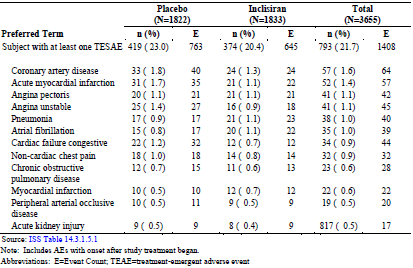 Placebo Inclisiran Total
(N=1822) (N=1833) (N=3655)
Preferred Term n (%) E n (%) E n (%) E
Subject with at least one TESAE 419 (23.0) 763 374 (20.4) 645 793 (21.7) 1408
Coronary artery disease 33 (1.8) 40 24 (1.3) 24 57 (1.6) 64
Acute myocardial infarction 31 (1.7) 35 21 (1.1) 22 52 (1.4) 57
Angina pectoris 20 (1.1) 21 21 (1.1) 21 41 (1.1) 42
Angina unstable 25 (1.4) 27 16 (0.9) 18 41 (1.1) 45
Pneumonia 17 (0.9) 17 21 (1.1) 23 38 (1.0) 40
Atrial fibrillation 15 (0.8) 17 20 (1.1) 22 35 (1.0) 39
Cardiac failure congestive 22 (1.2) 32 12 (0.7) 12 34 (0.9) 44
Non-cardiac chest pain 18 (1.0) 18 14 (0.8) 14 32 (0.9) 32
Chronic obstructive 12 (0.7) 15 11 (0.6) 13 23 (0.6) 28
pulmonary disease
Myocardial infarction 10 (0.5) 10 12 (0.7) 12 22 (0.6) 22
Peripheral arterial occlusive 10 (0.5) 11 9 (0.5) 9 19 (0.5) 20
disease
Acute kidney injury 9 (0.5) 9 8 (0.4) 9 817 (0.5) 17
Source: ISS Table 14.3.1.5.1
Note: Includes AEs with onset after study treatment began.
Abbreviations: E=Event Count; TEAE=treatment-emergent adverse event